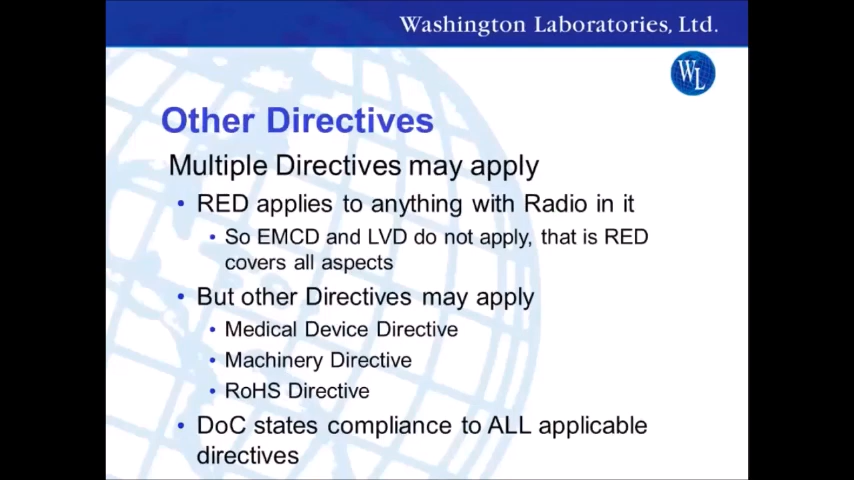 Washington Laboratories, Ltd.
WL
Other Directives
Multiple Directives may apply
• RED applies to anything with Radio in it
• So EMCD and LVD do not apply, that is RED
covers all aspects
• But other Directives may apply
• Medical Device Directive
• Machinery Directive
• RoHS Directive
• DoC states compliance to ALL applicable
directives